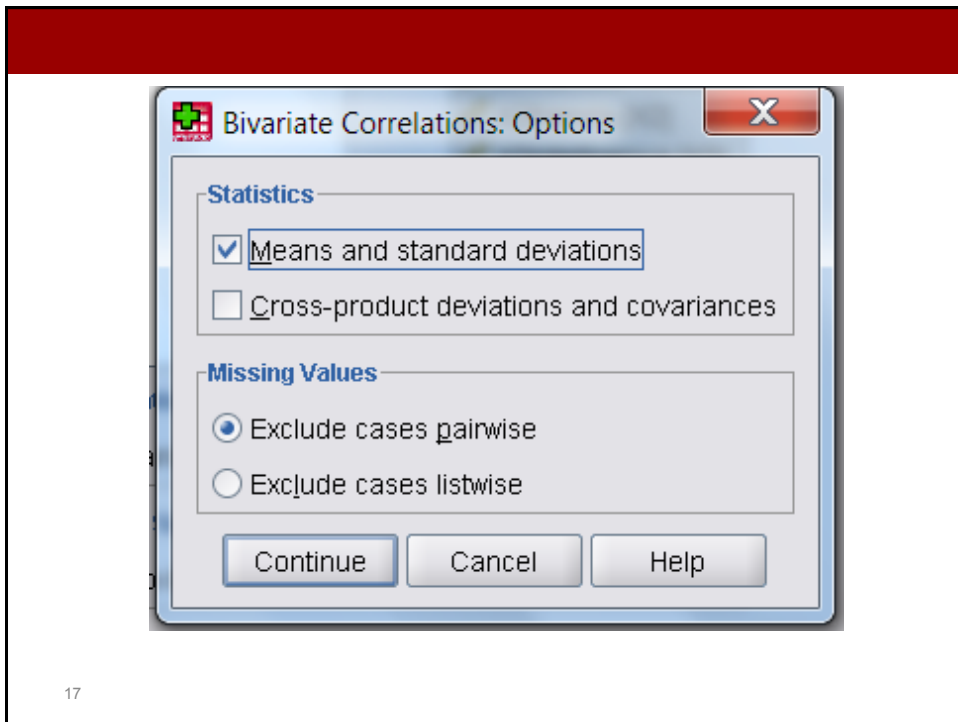 Bivariate Correlations: Options
Statistics
Means and standard deviations
Cross-product deviations and covariances
Missing Values
Exclude cases pairwise
Exclude cases listwise
Continue Cancel Help
17